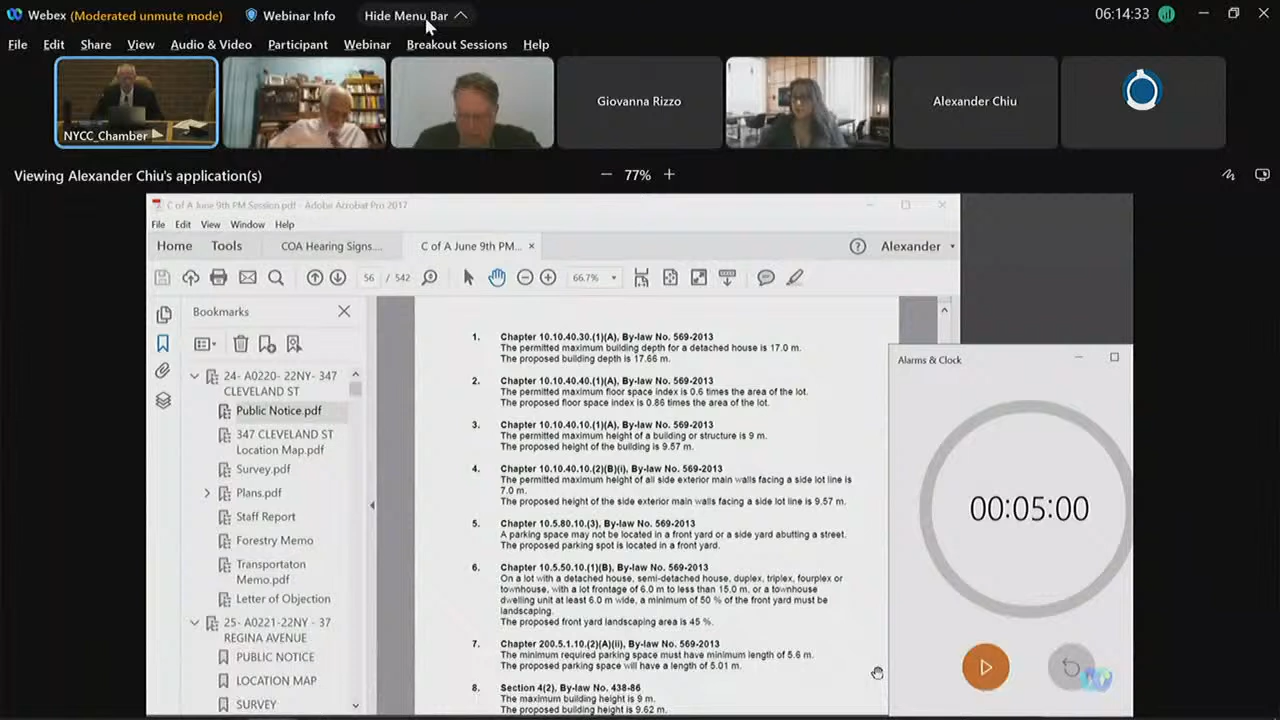 Webex (Moderated unmute mode) Webinar Info Hide Menu Bar 06:14:33
File Edit Share View Audio & Video Participant Webinar Breakout Sessions Help
NYCC_Chamber
Giovanna Rizzo
Alexander Chiu
Viewing Alexander Chiu's application(s) 77%
C of A June 9th PM Session.pdf - Adobe Acrobat Pro 2017
File Edit View Window Help
Home Tools COA Hearing Signs.... C of A June 9th PM... × Alexander
56 / 542 66.7%
Bookmarks
24- A0220- 22NY- 347
CLEVELAND ST
Public Notice.pdf
347 CLEVELAND ST
Location Map.pdf
Survey.pdf
Plans.pdf
Staff Report
Forestry Memo
Transportaton
Memo.pdf
Letter of Objection
25- A0221-22NY - 37
REGINA AVENUE
PUBLIC NOTICE
LOCATION MAP
SURVEY
1. Chapter 10.10.40.30.(1)(A), By-law No. 569-2013
The permitted maximum building depth for a detached house is 17.0 m.
The proposed building depth is 17.66 m.
2. Chapter 10.10.40.40.(1)(A), By-law No. 569-2013
The permitted maximum floor space index is 0.6 times the area of the lot.
The proposed floor space index is 0.86 times the area of the lot.
3. Chapter 10.10.40.10.(1)(A), By-law No. 569-2013
The permitted maximum height of a building or structure is 9 m.
The proposed height of the building is 9.57 m.
4. Chapter 10.10.40.10.(2)(B)(i), By-law No. 569-2013
The permitted maximum height of all side exterior main walls facing a side lot line is
7.0 m.
The proposed height of the side exterior main walls facing a side lot line is 9.57 m.
5. Chapter 10.5.80.10.(3), By-law No. 569-2013
A parking space may not be located in a front yard or a side yard abutting a street.
The proposed parking spot is located in a front yard.
6. Chapter 10.5.50.10.(1)(B), By-law No. 569-2013
On a lot with a detached house, semi-detached house, duplex, triplex, fourplex or
townhouse, with a lot frontage of 6.0 m to less than 15.0 m. or a townhouse
dwelling unit at least 6.0 m wide, a minimum of 50 % of the front yard must be
landscaping.
The proposed front yard landscaping area is 45 %.
7. Chapter 200.5.1.10.(2)(A)(ii), By-law No. 569-2013
The minimum required parking space must have minimum length of 5.6 m.
The proposed parking space will have a length of 5.01 m.
8. Section 4(2), By-law No. 438-86
The maximum building height is 9 m.
The proposed building height is 9.62 m.
Alarms & Clock
00:05:00